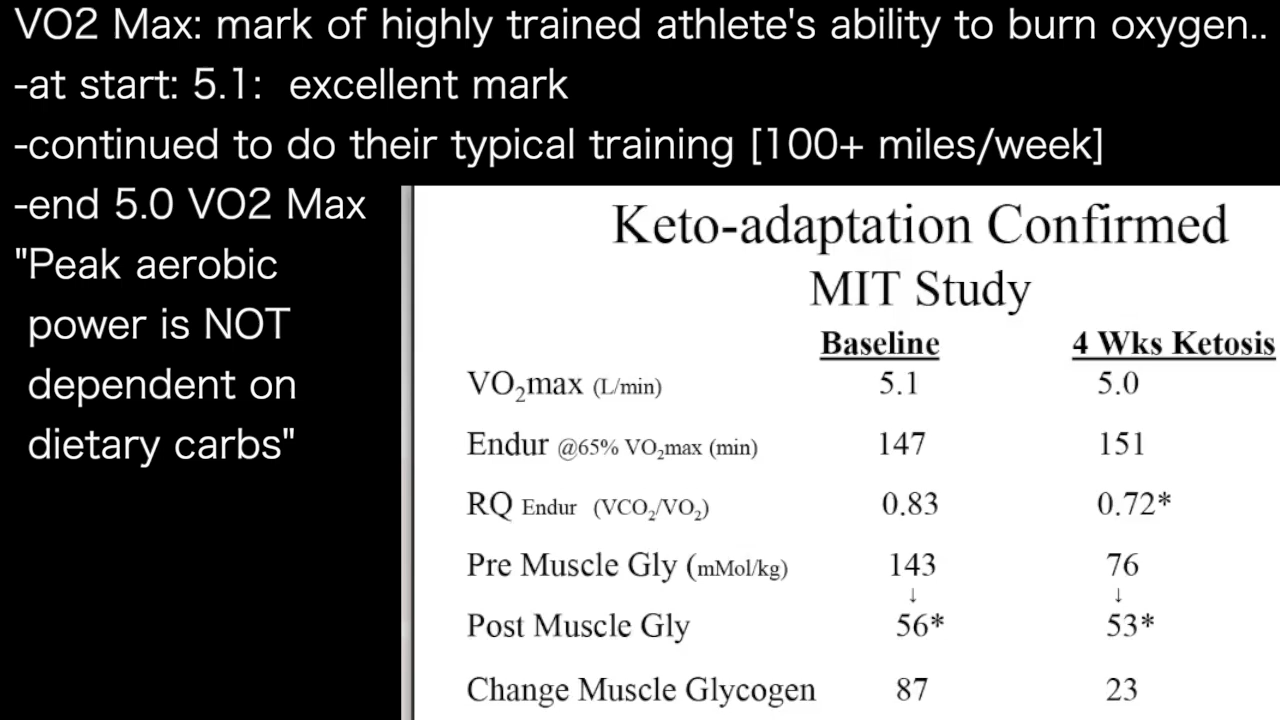 VO2 Max: mark of highly trained athlete's ability to burn oxygen..
-at start: 5.1:  excellent mark
-continued to do their typical training [100+ miles/week]
-end 5.0 VO2 Max
"Peak aerobic
power is NOT
dependent on
dietary carbs"
Keto-adaptation Confirmed
MIT Study
Baseline 4 Wks Ketosis
VO₂max (L/min) 5.1 5.0
Endur @65% VO₂max (min) 147 151
RQ Endur (VCO₂/VO₂) 0.83 0.72*
Pre Muscle Gly (mMol/kg) 143 76
↓ ↓
Post Muscle Gly 56* 53*
Change Muscle Glycogen 87 23